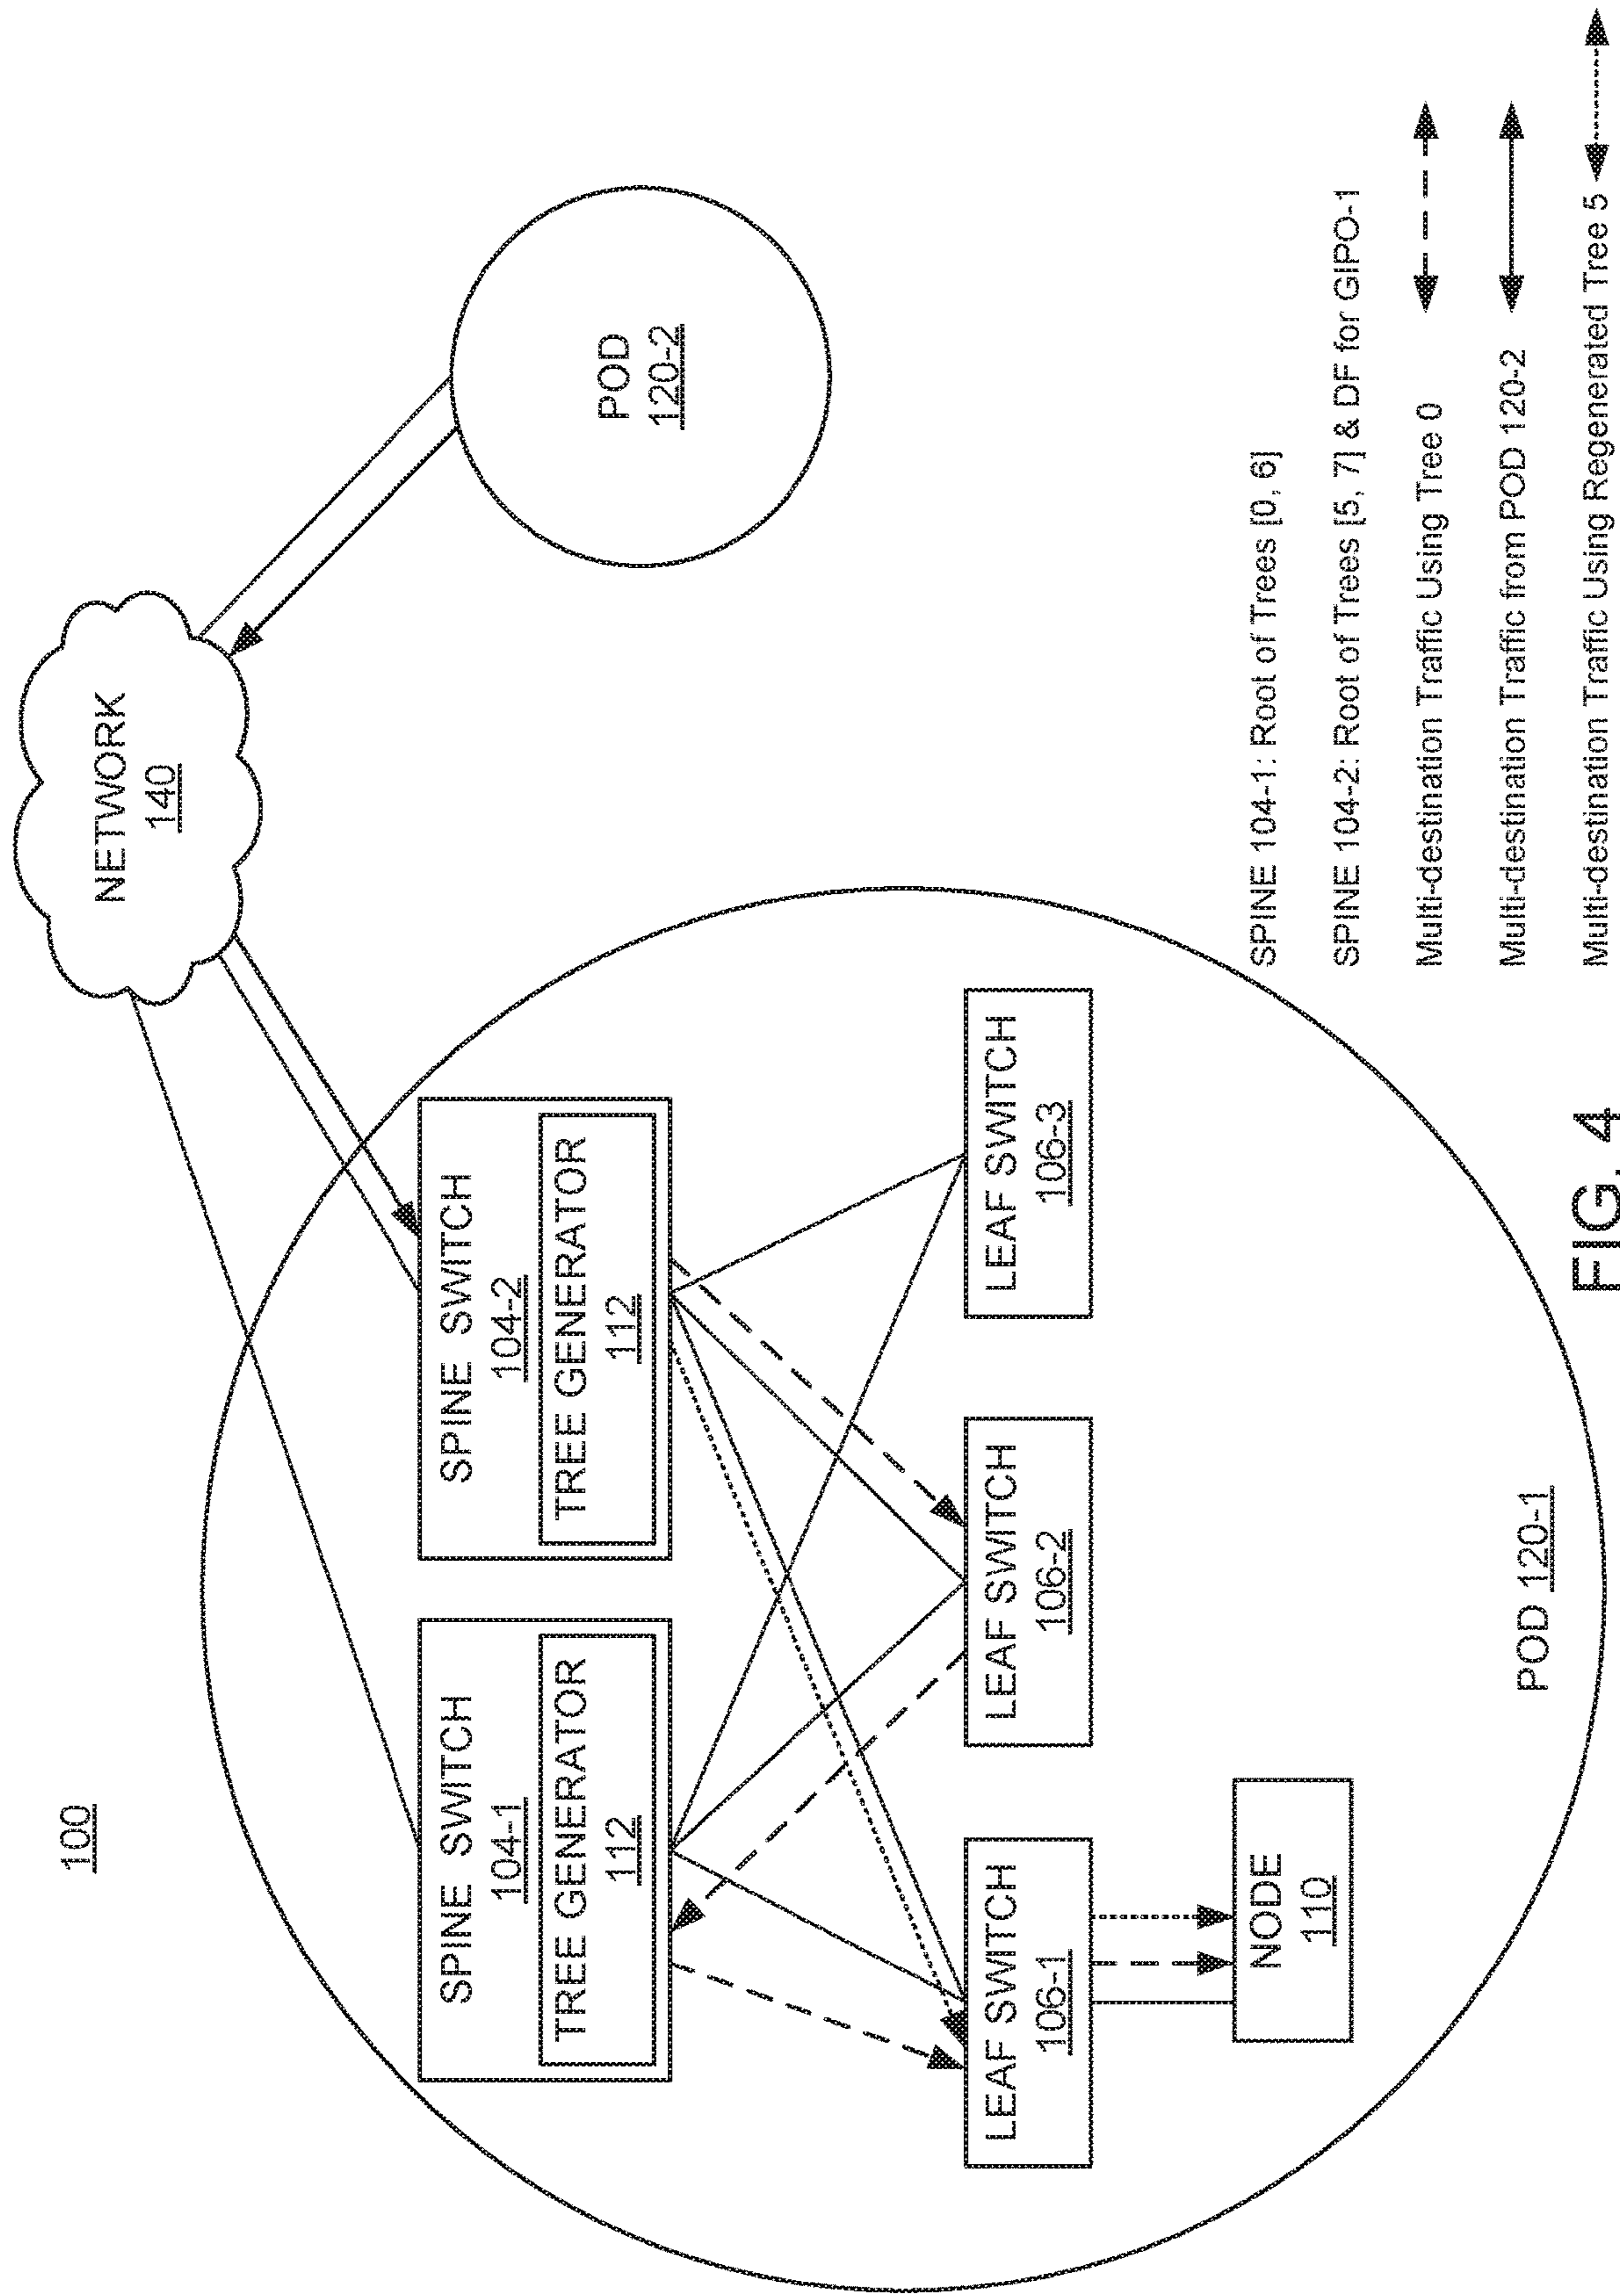 100
NETWORK
140
POD
120-2
SPINE SWITCH
104-1
TREE GENERATOR
112
SPINE SWITCH
104-2
TREE GENERATOR
112
LEAF SWITCH
106-1
LEAF SWITCH
106-2
LEAF SWITCH
106-3
NODE
110
POD 120-1
SPINE 104-1: Root of Trees [0, 6]
SPINE 104-2: Root of Trees [5, 7] & DF for GIPO-1
Multi-destination Traffic Using Tree 0
Multi-destination Traffic from POD 120-2
Multi-destination Traffic Using Regenerated Tree 5
FIG. 4